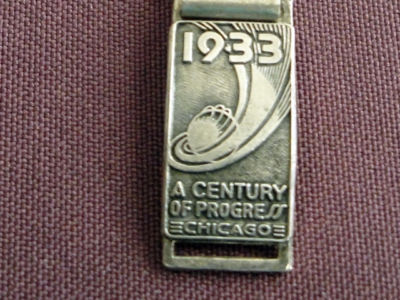 1933
A CENTURY
OF PROGRESS
CHICAGO